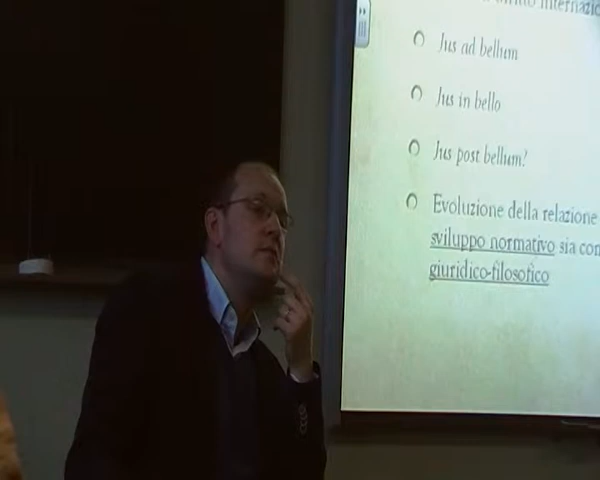 Jus ad bellum
Jus in bello
Jus post bellum?
Evoluzione della relazione
sviluppo normativo sia con
giuridico-filosofico